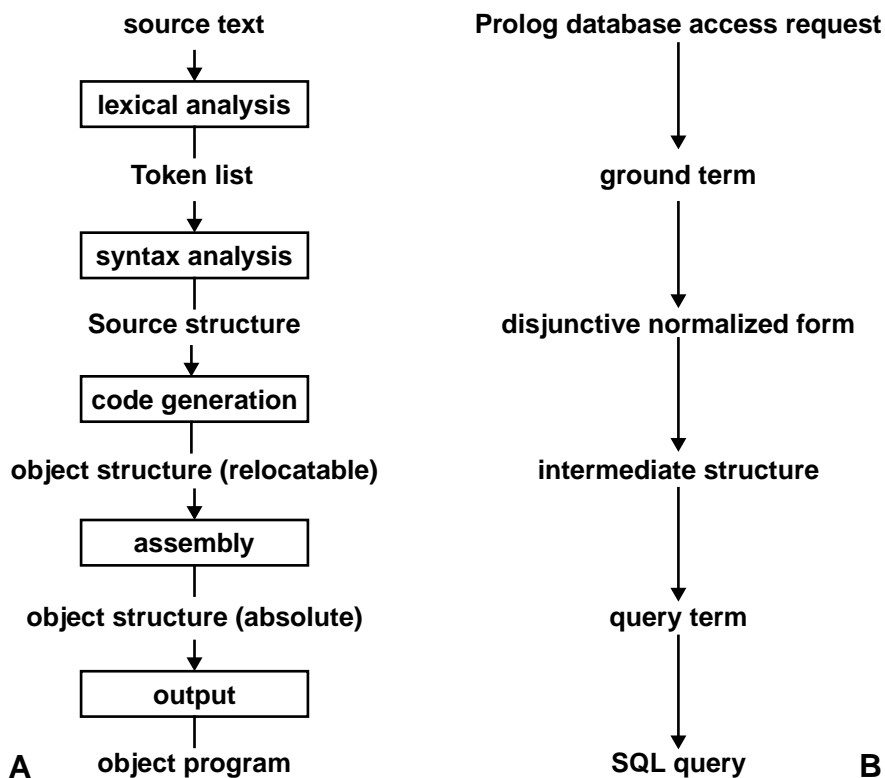 source text
lexical analysis
Token list
syntax analysis
Source structure
code generation
object structure (relocatable)
assembly
object structure (absolute)
output
object program
A
Prolog database access request
ground term
disjunctive normalized form
intermediate structure
query term
SQL query
B